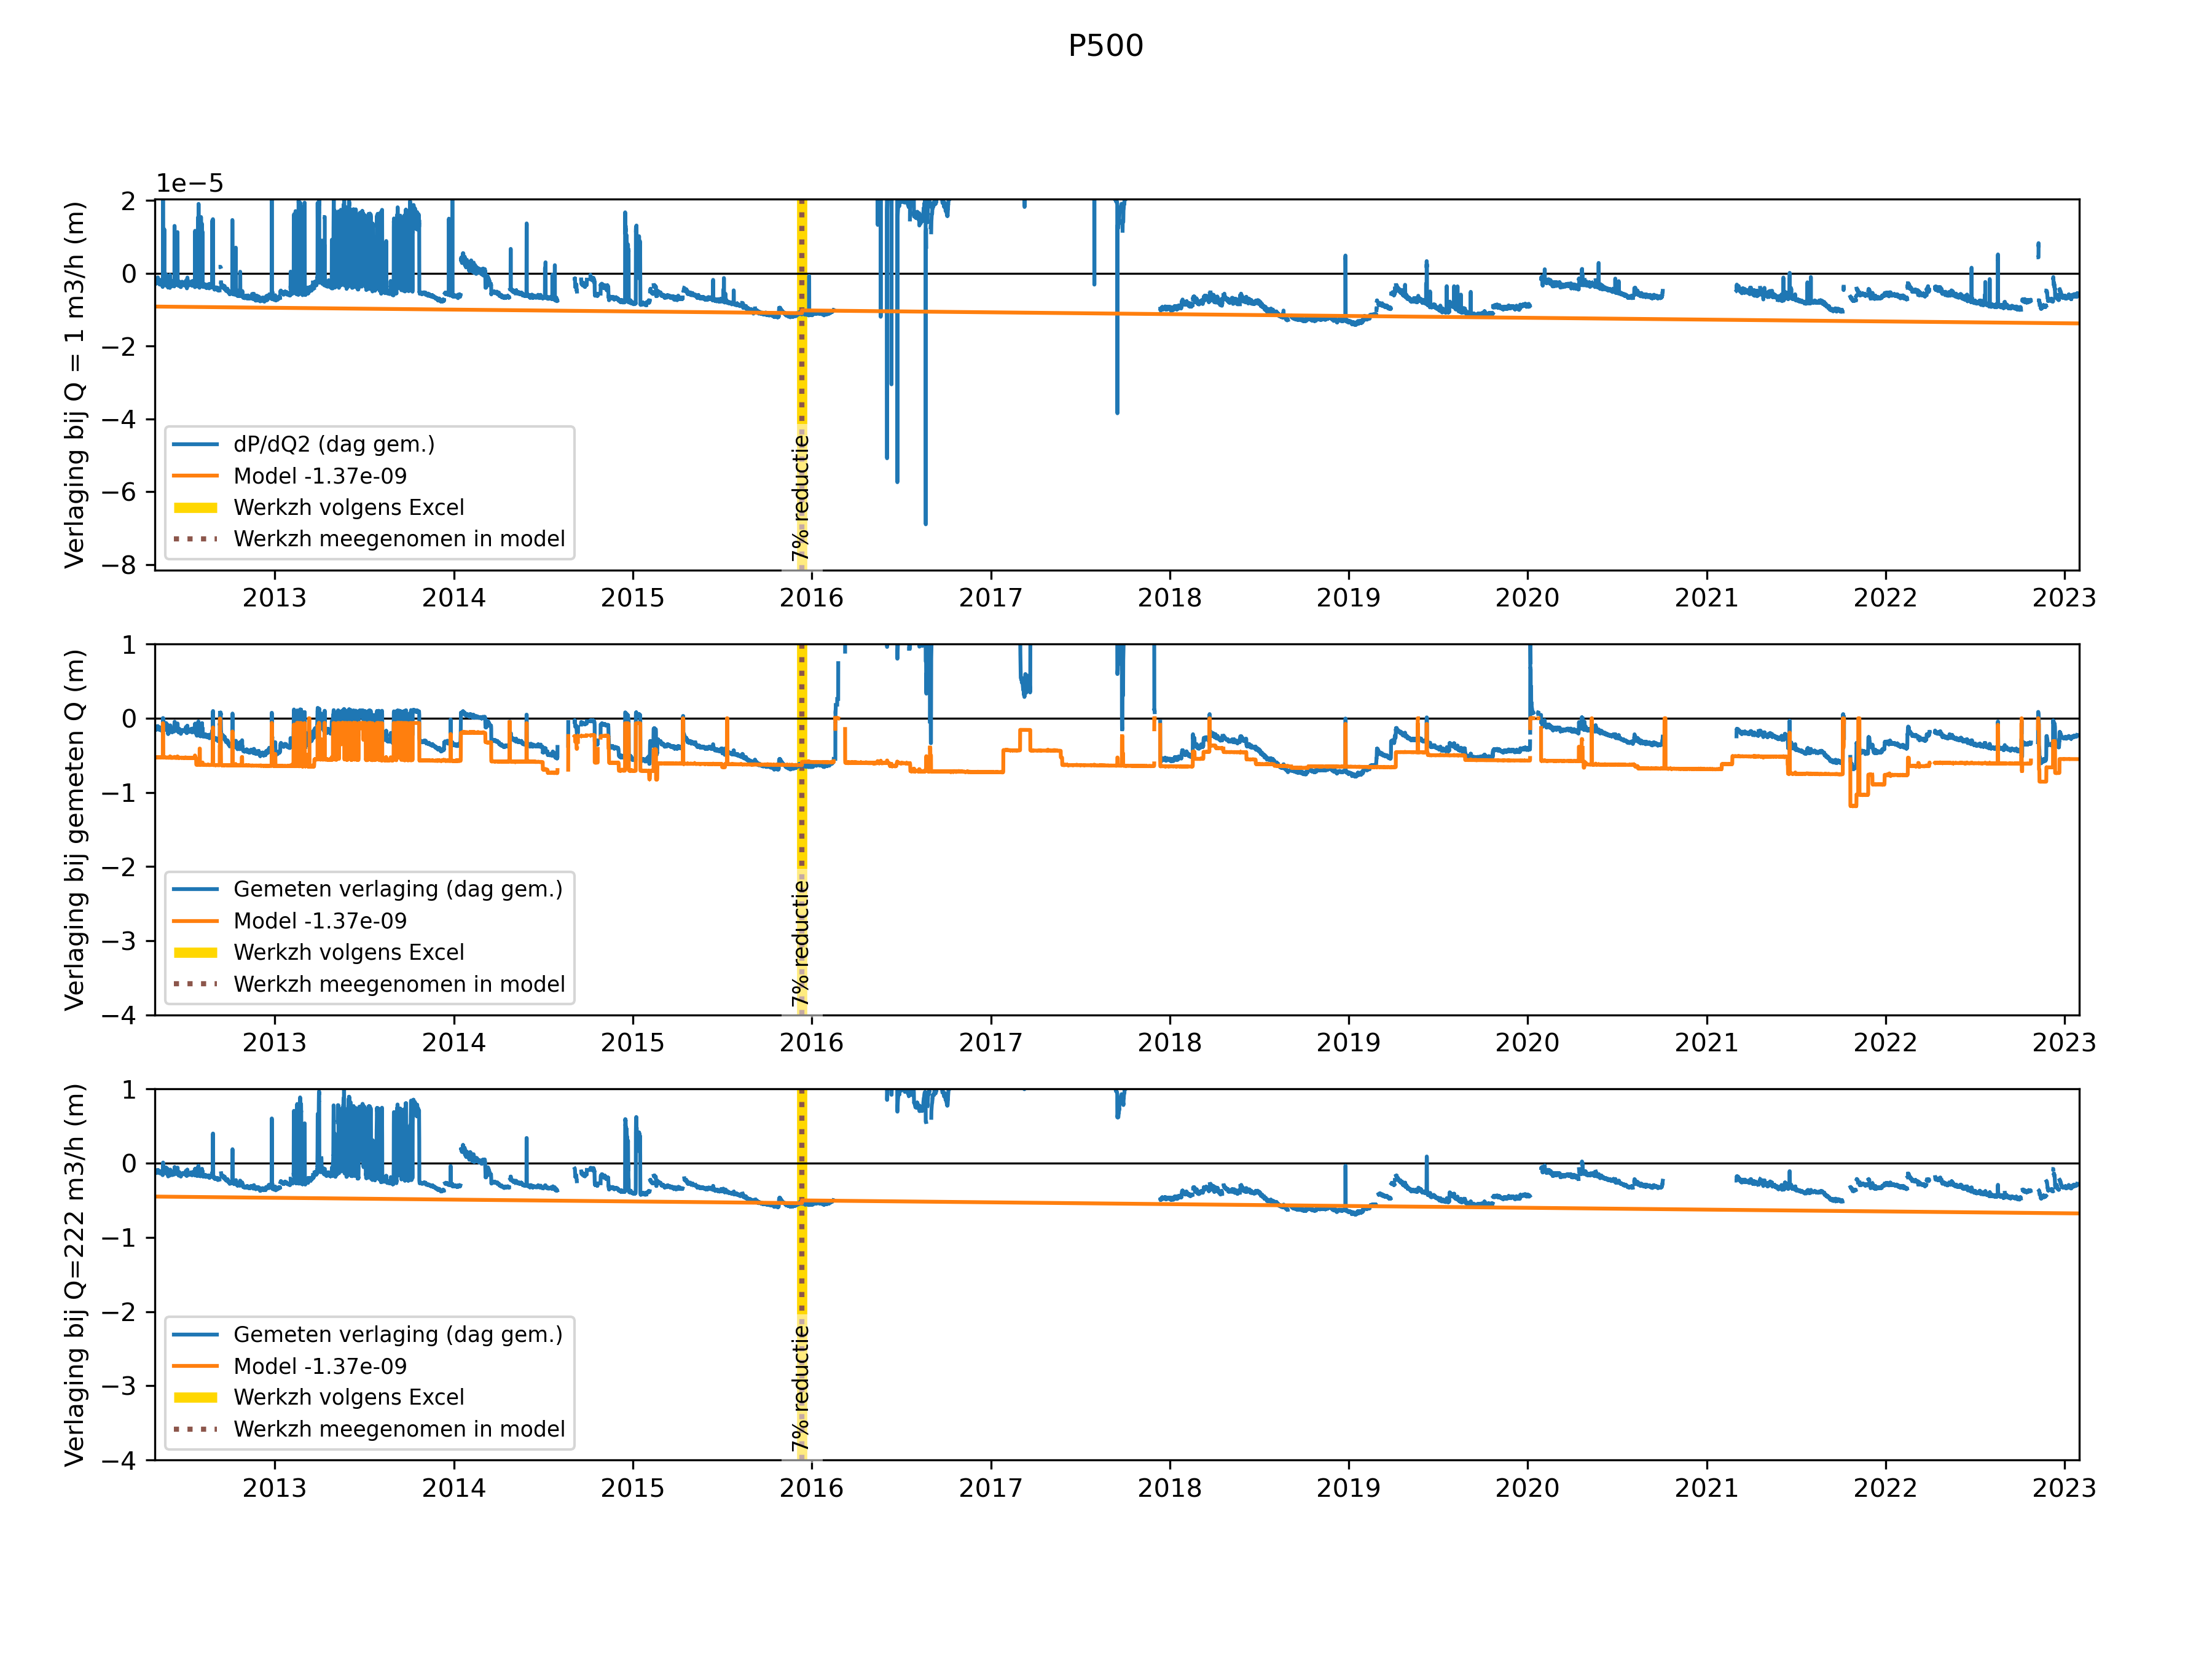 P500
1e−5
Verlaging bij Q = 1 m3/h (m)
2
0
−2
−4
−6
−8
dP/dQ2 (dag gem.)
Model -1.37e-09
Werkzh volgens Excel
Werkzh meegenomen in model
7% reductie
2013 2014 2015 2016 2017 2018 2019 2020 2021 2022 2023
Verlaging bij gemeten Q (m)
1
0
−1
−2
−3
−4
Gemeten verlaging (dag gem.)
Model -1.37e-09
Werkzh volgens Excel
Werkzh meegenomen in model
7% reductie
2013 2014 2015 2016 2017 2018 2019 2020 2021 2022 2023
Verlaging bij Q=222 m3/h (m)
1
0
−1
−2
−3
−4
Gemeten verlaging (dag gem.)
Model -1.37e-09
Werkzh volgens Excel
Werkzh meegenomen in model
7% reductie
2013 2014 2015 2016 2017 2018 2019 2020 2021 2022 2023